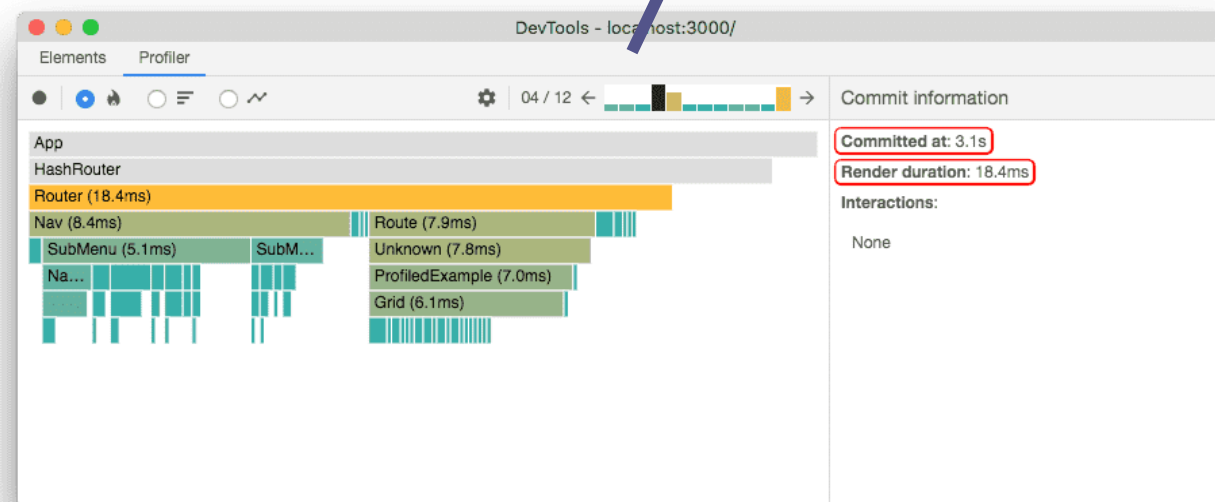 DevTools - localhost:3000/
Elements Profiler
04 / 12
Commit information
App
Committed at: 3.1s
HashRouter
Render duration: 18.4ms
Router (18.4ms)
Interactions:
Nav (8.4ms) Route (7.9ms)
SubMenu (5.1ms) SubM... Unknown (7.8ms)
None
Na... ProfiledExample (7.0ms)
Grid (6.1ms)